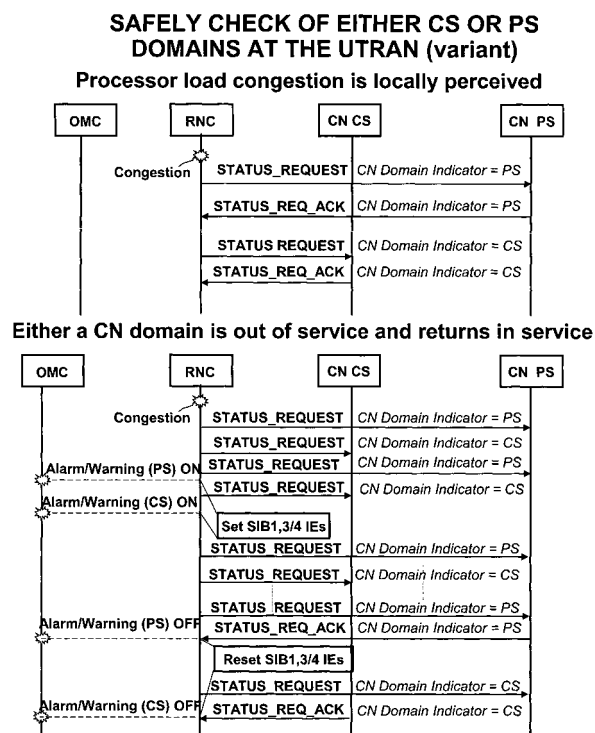 SAFELY CHECK OF EITHER CS OR PS
DOMAINS AT THE UTRAN (variant)
Processor load congestion is locally perceived
OMC RNC CN CS CN PS
Congestion STATUS_REQUEST CN Domain Indicator = PS
STATUS_REQ_ACK CN Domain Indicator = PS
STATUS REQUEST CN Domain Indicator = CS
STATUS_REQ_ACK CN Domain Indicator = CS
Either a CN domain is out of service and returns in service
OMC RNC CN CS CN PS
Congestion STATUS_REQUEST CN Domain Indicator = PS
STATUS_REQUEST CN Domain Indicator = CS
Alarm/Warning (PS) ON STATUS_REQUEST CN Domain Indicator = PS
Alarm/Warning (CS) ON STATUS_REQUEST CN Domain Indicator = CS
Set SIB1,3/4 IEs
STATUS_REQUEST CN Domain Indicator = PS
STATUS_REQUEST CN Domain Indicator = CS
STATUS_REQUEST CN Domain Indicator = PS
Alarm/Warning (PS) OFF STATUS_REQ_ACK CN Domain Indicator = PS
Reset SIB1,3/4 IEs
STATUS_REQUEST CN Domain Indicator = CS
Alarm/Warning (CS) OFF STATUS_REQ_ACK CN Domain Indicator = CS